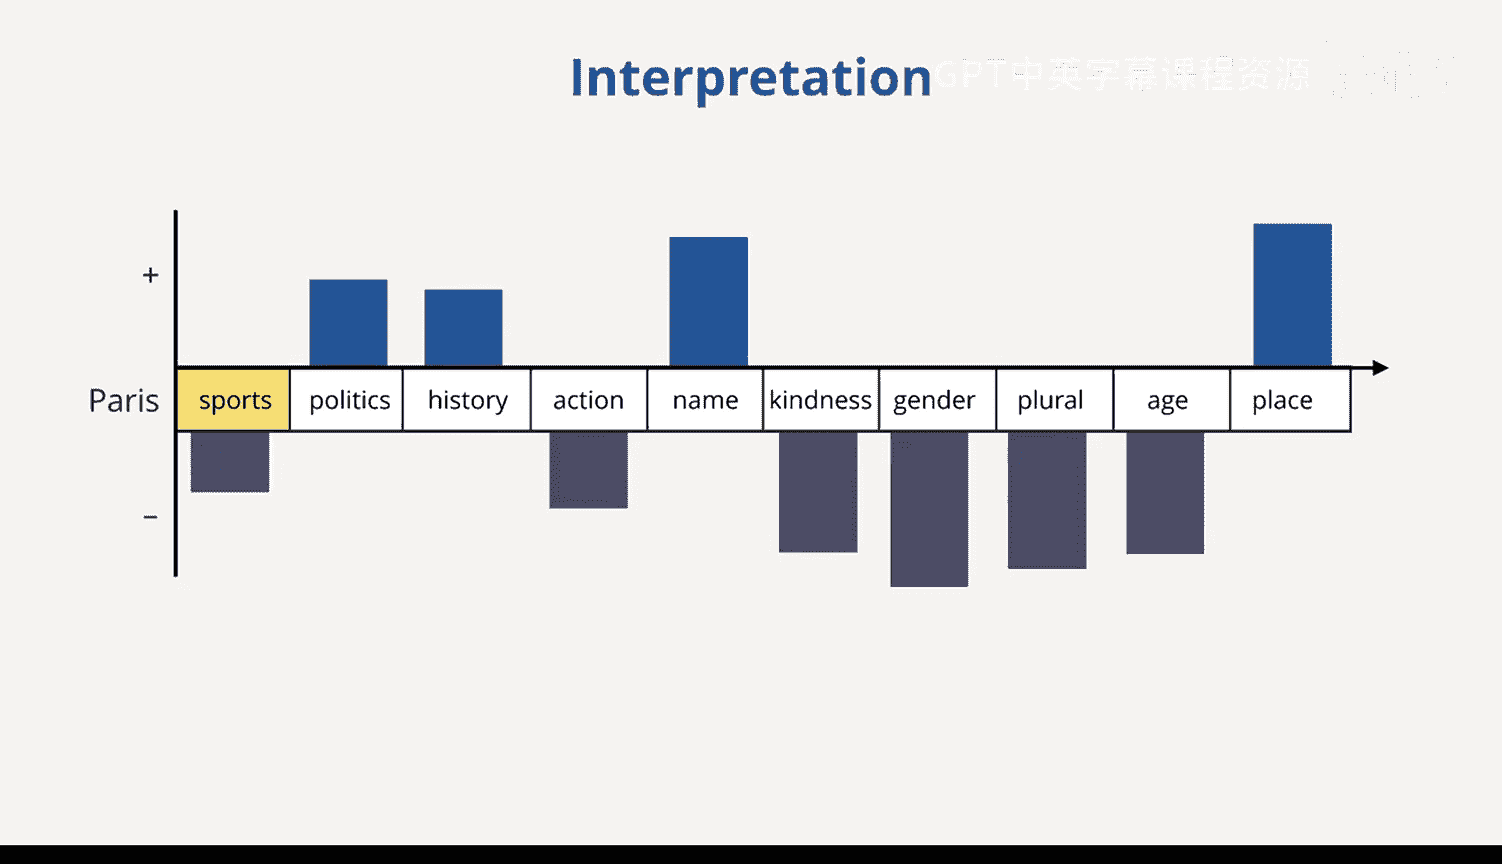 Interpretation
GPT中英字幕课程资源
+
Paris sports politics history action name kindness gender plural age place
–